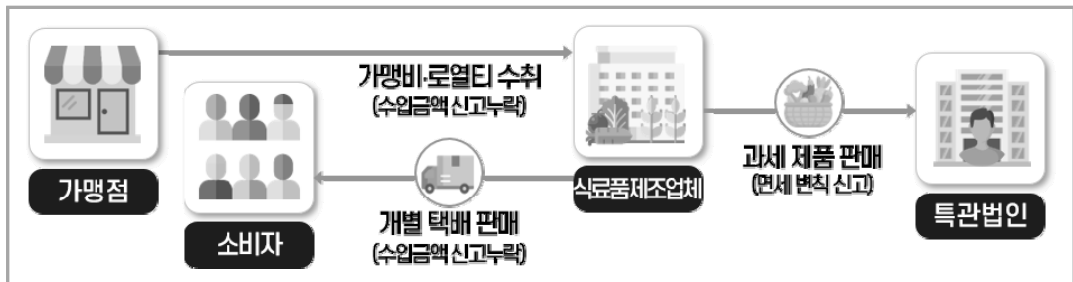 가맹비·로열티 수취
(수입금액 신고누락)
가맹점
소비자
개별 택배 판매
(수입금액 신고누락)
식료품제조업체
과세 제품 판매
(면세 변칙 신고)
특관법인